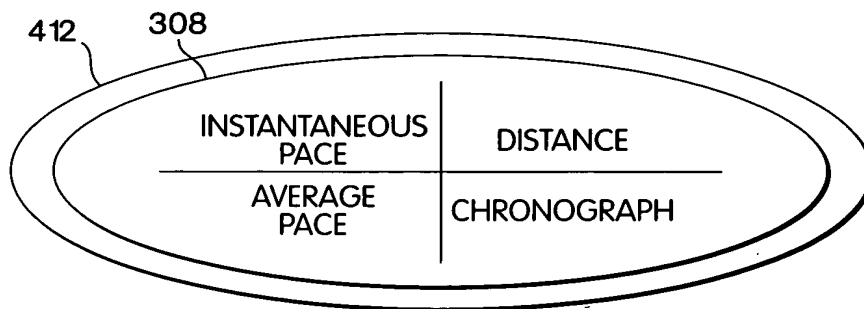 412
308
INSTANTANEOUS
PACE
DISTANCE
AVERAGE
PACE
CHRONOGRAPH